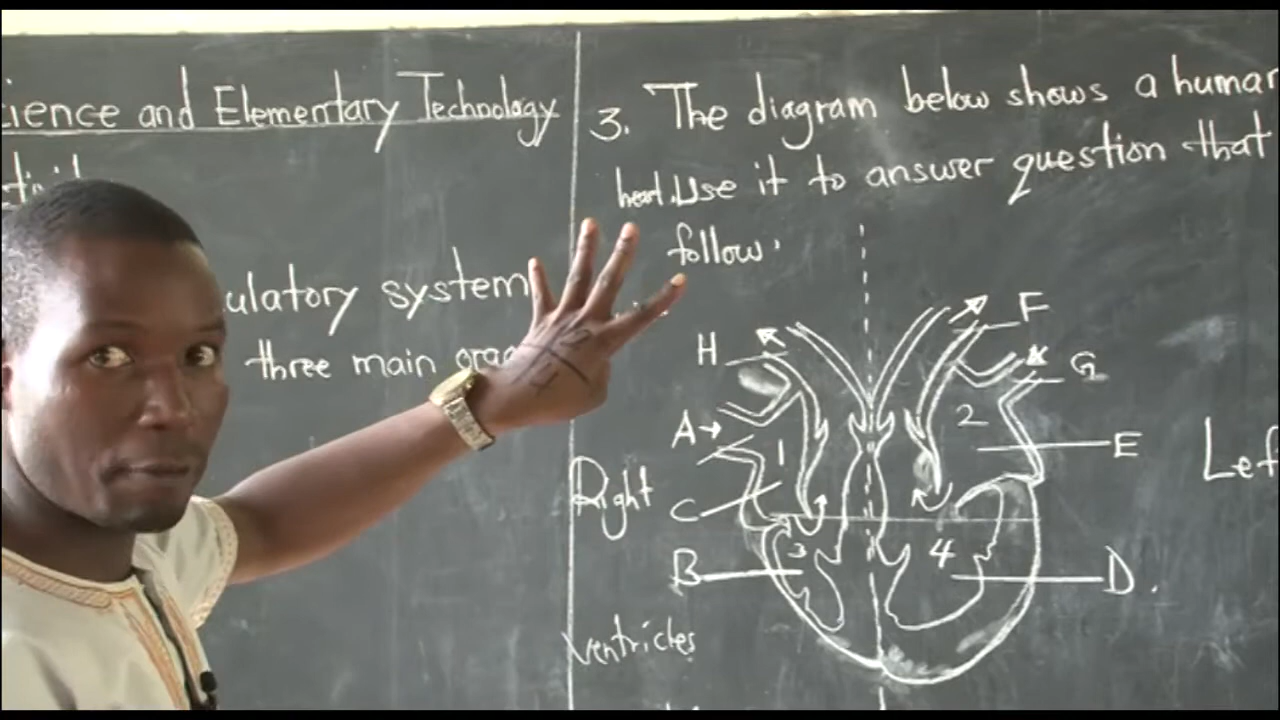 cience and Elementary Technology
ulatory system
three main
3. The diagram below shows a human
heart. Use it to answer question that
follow.
H
F
G
A
1
2
E
Right
Lef
C
3
4
B
D.
Ventricles